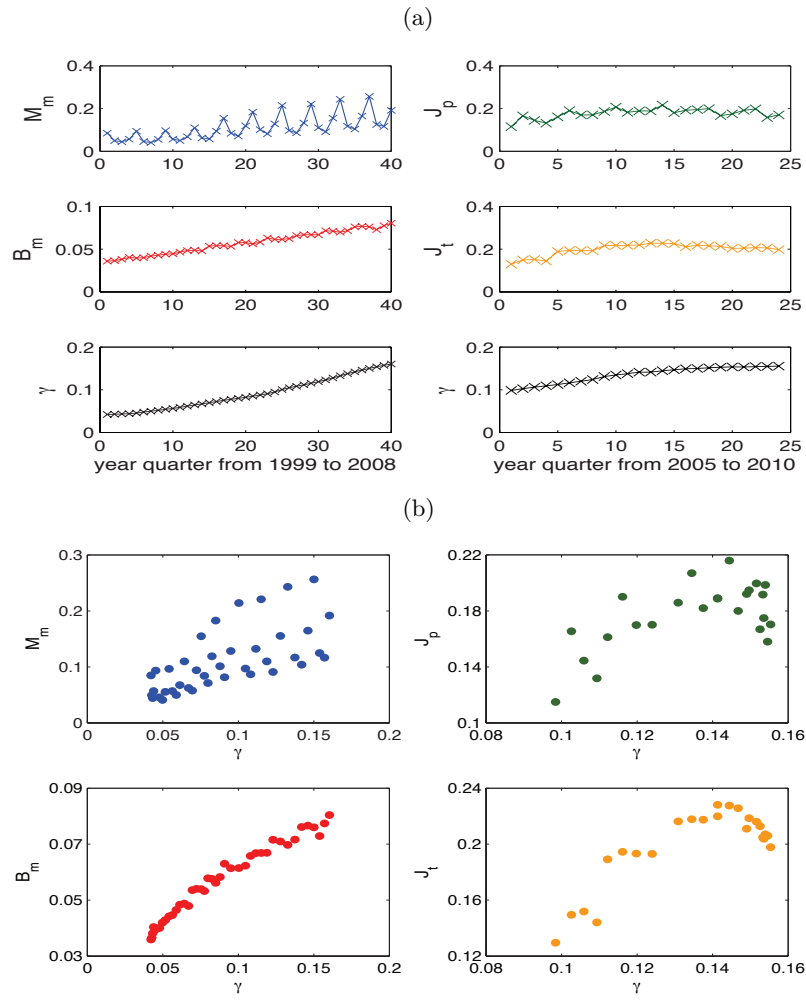 (a)
0.4
0.2
0
M_m
0 10 20 30 40
0.4
0.2
0
J_p
0 5 10 15 20 25
0.1
0.05
0
B_m
0 10 20 30 40
0.4
0.2
0
J_t
0 5 10 15 20 25
0.2
0.1
0
γ
0 10 20 30 40
year quarter from 1999 to 2008
0.2
0.1
0
γ
0 5 10 15 20 25
year quarter from 2005 to 2010
(b)
0.3
0.2
0.1
0
M_m
0 0.05 0.1 0.15 0.2
γ
0.22
0.18
0.14
0.1
J_p
0.08 0.1 0.12 0.14 0.16
γ
0.09
0.07
0.05
0.03
B_m
0 0.05 0.1 0.15 0.2
γ
0.24
0.2
0.16
0.12
J_t
0.08 0.1 0.12 0.14 0.16
γ